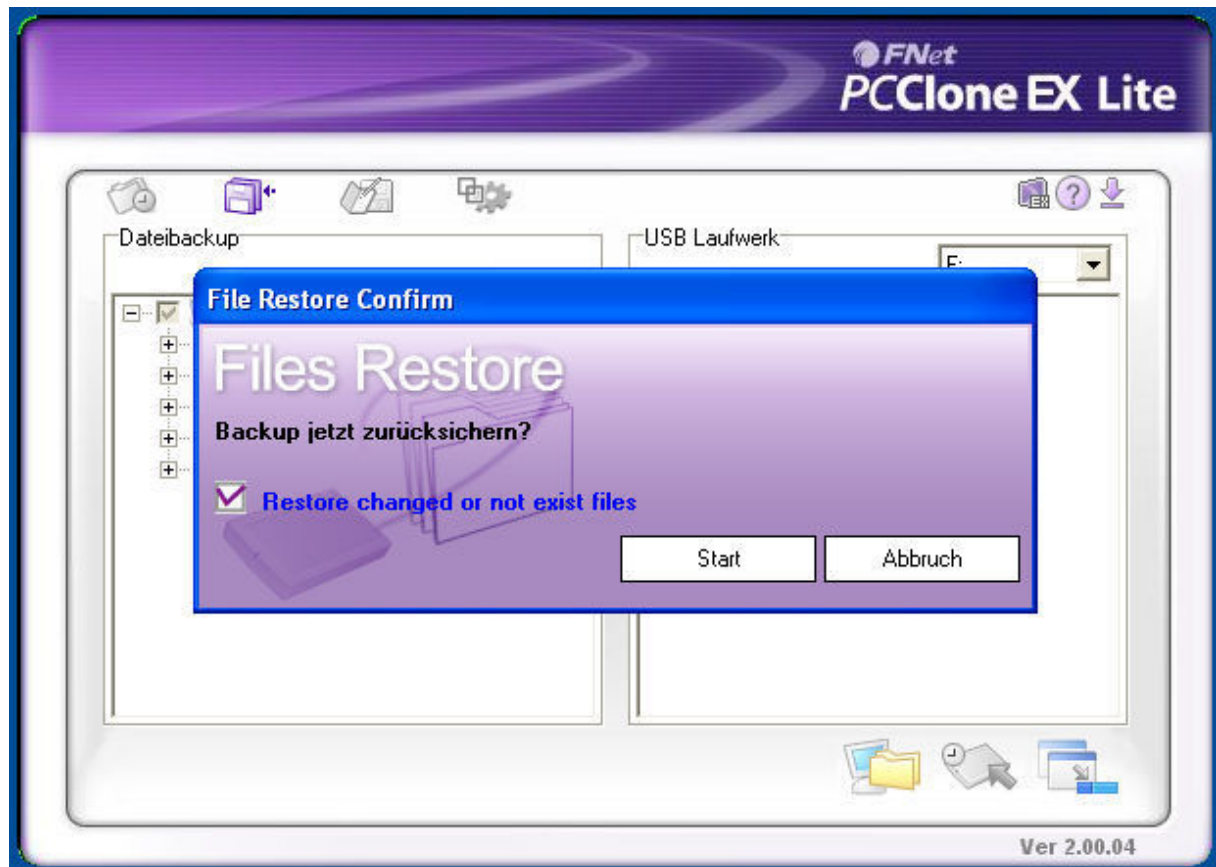 FNet
PCClone EX Lite
EX
?
Dateibackup
USB Laufwerk
File Restore Confirm
Files Restore
Backup jetzt zurücksichern?
Restore changed or not exist files
Start
Abbruch
Ver 2.00.04